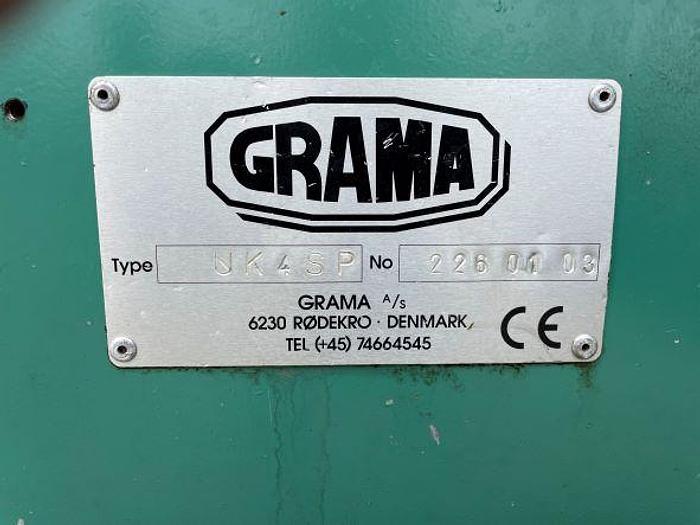 GRAMA
Type UK4SP No 226 01 03
GRAMA A/s
6230 RØDEKRO · DENMARK
TEL (+45) 74664545
CE